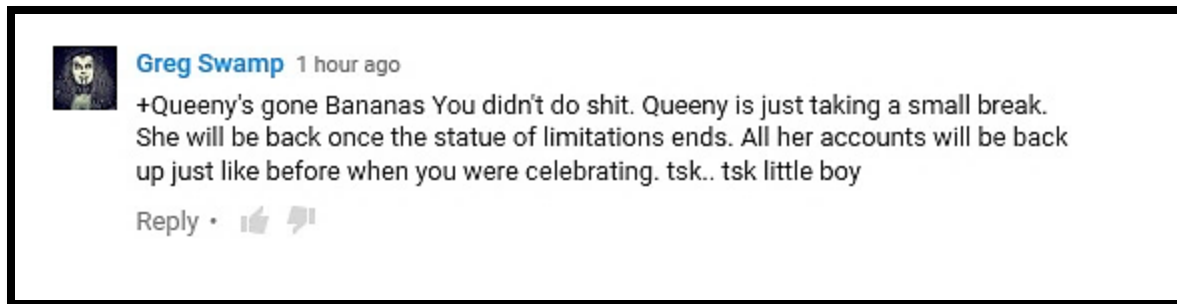 Greg Swamp 1 hour ago
+Queeny's gone Bananas You didn't do shit. Queeny is just taking a small break.
She will be back once the statue of limitations ends. All her accounts will be back
up just like before when you were celebrating. tsk.. tsk little boy
Reply •